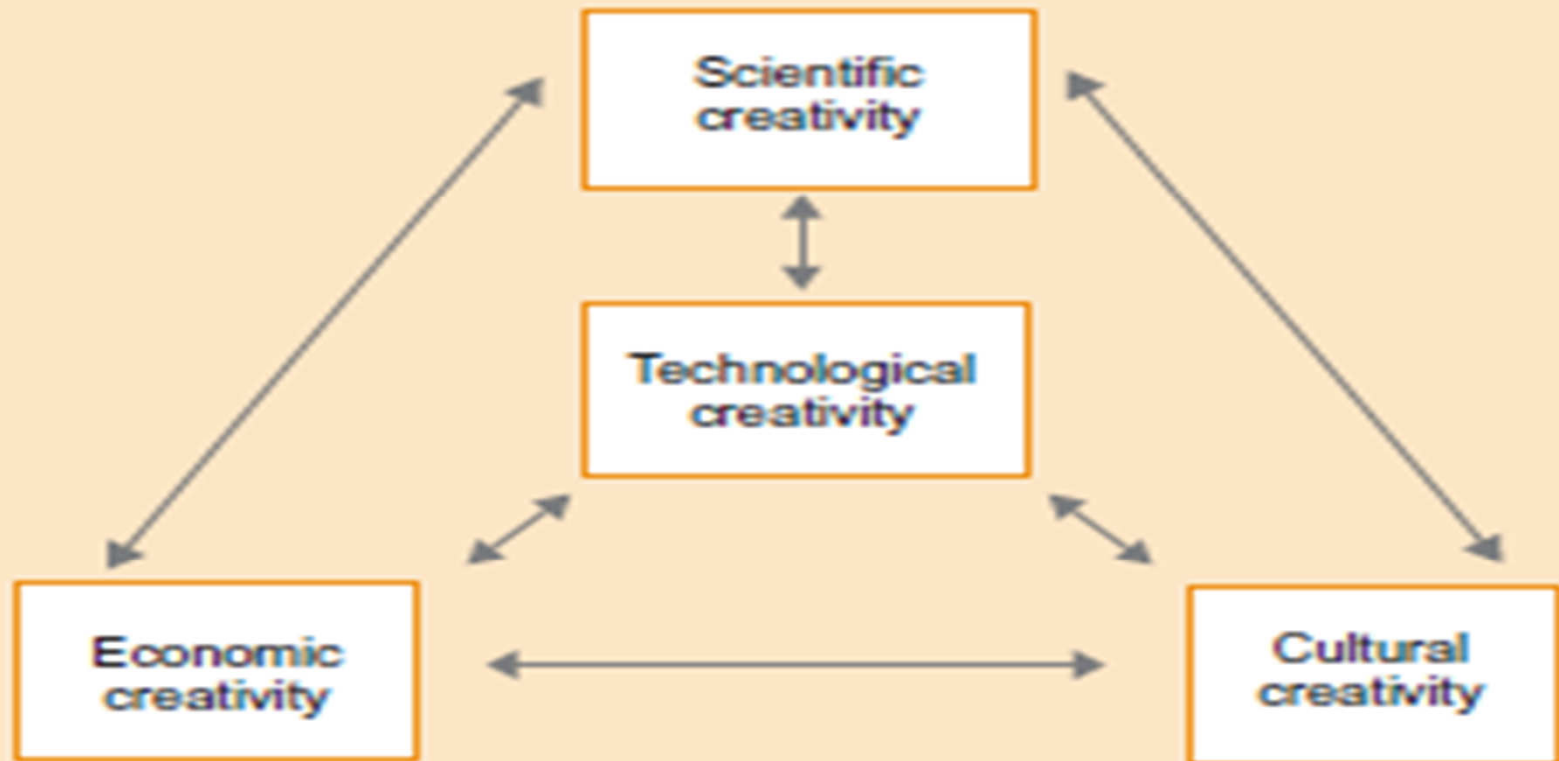 Scientific
creativity
Technological
creativity
Economic
creativity
Cultural
creativity